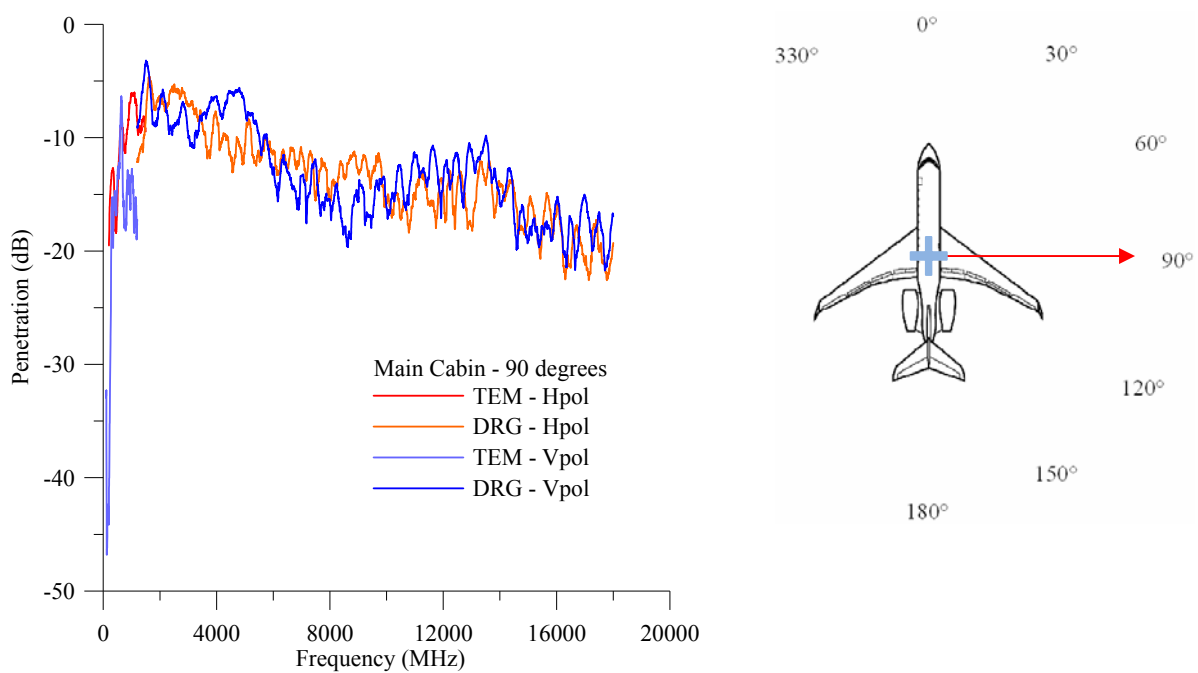 0
-10
-20
-30
-40
-50
Penetration (dB)
0 4000 8000 12000 16000 20000
Frequency (MHz)
Main Cabin - 90 degrees
TEM - Hpol
DRG - Hpol
TEM - Vpol
DRG - Vpol
0°
330° 30°
60°
90°
120°
150°
180°